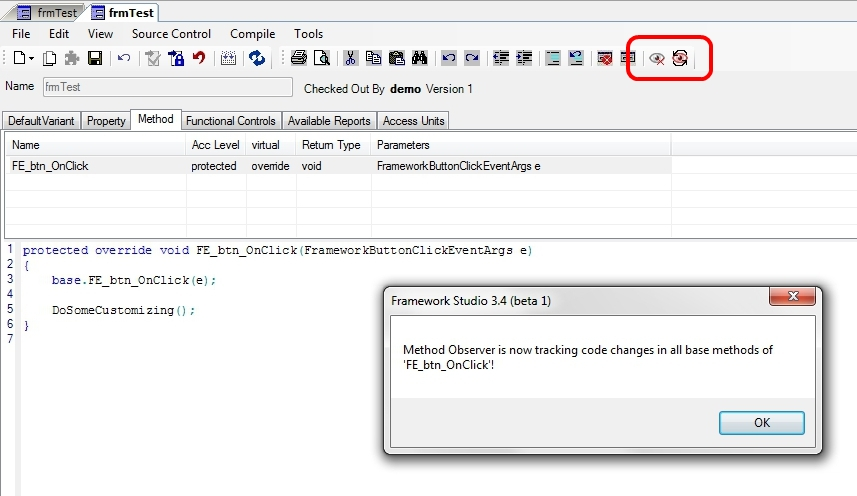 frmTest frmTest
File Edit View Source Control Compile Tools
Name frmTest Checked Out By demo Version 1
DefaultVariant Property Method Functional Controls Available Reports Access Units
Name Acc Level virtual Return Type Parameters
FE_btn_OnClick protected override void FrameworkButtonClickEventArgs e
1 protected override void FE_btn_OnClick(FrameworkButtonClickEventArgs e)
2 {
3 base.FE_btn_OnClick(e);
4
5 DoSomeCustomizing();
6 }
7
Framework Studio 3.4 (beta 1)
Method Observer is now tracking code changes in all base methods of
'FE_btn_OnClick'!
OK